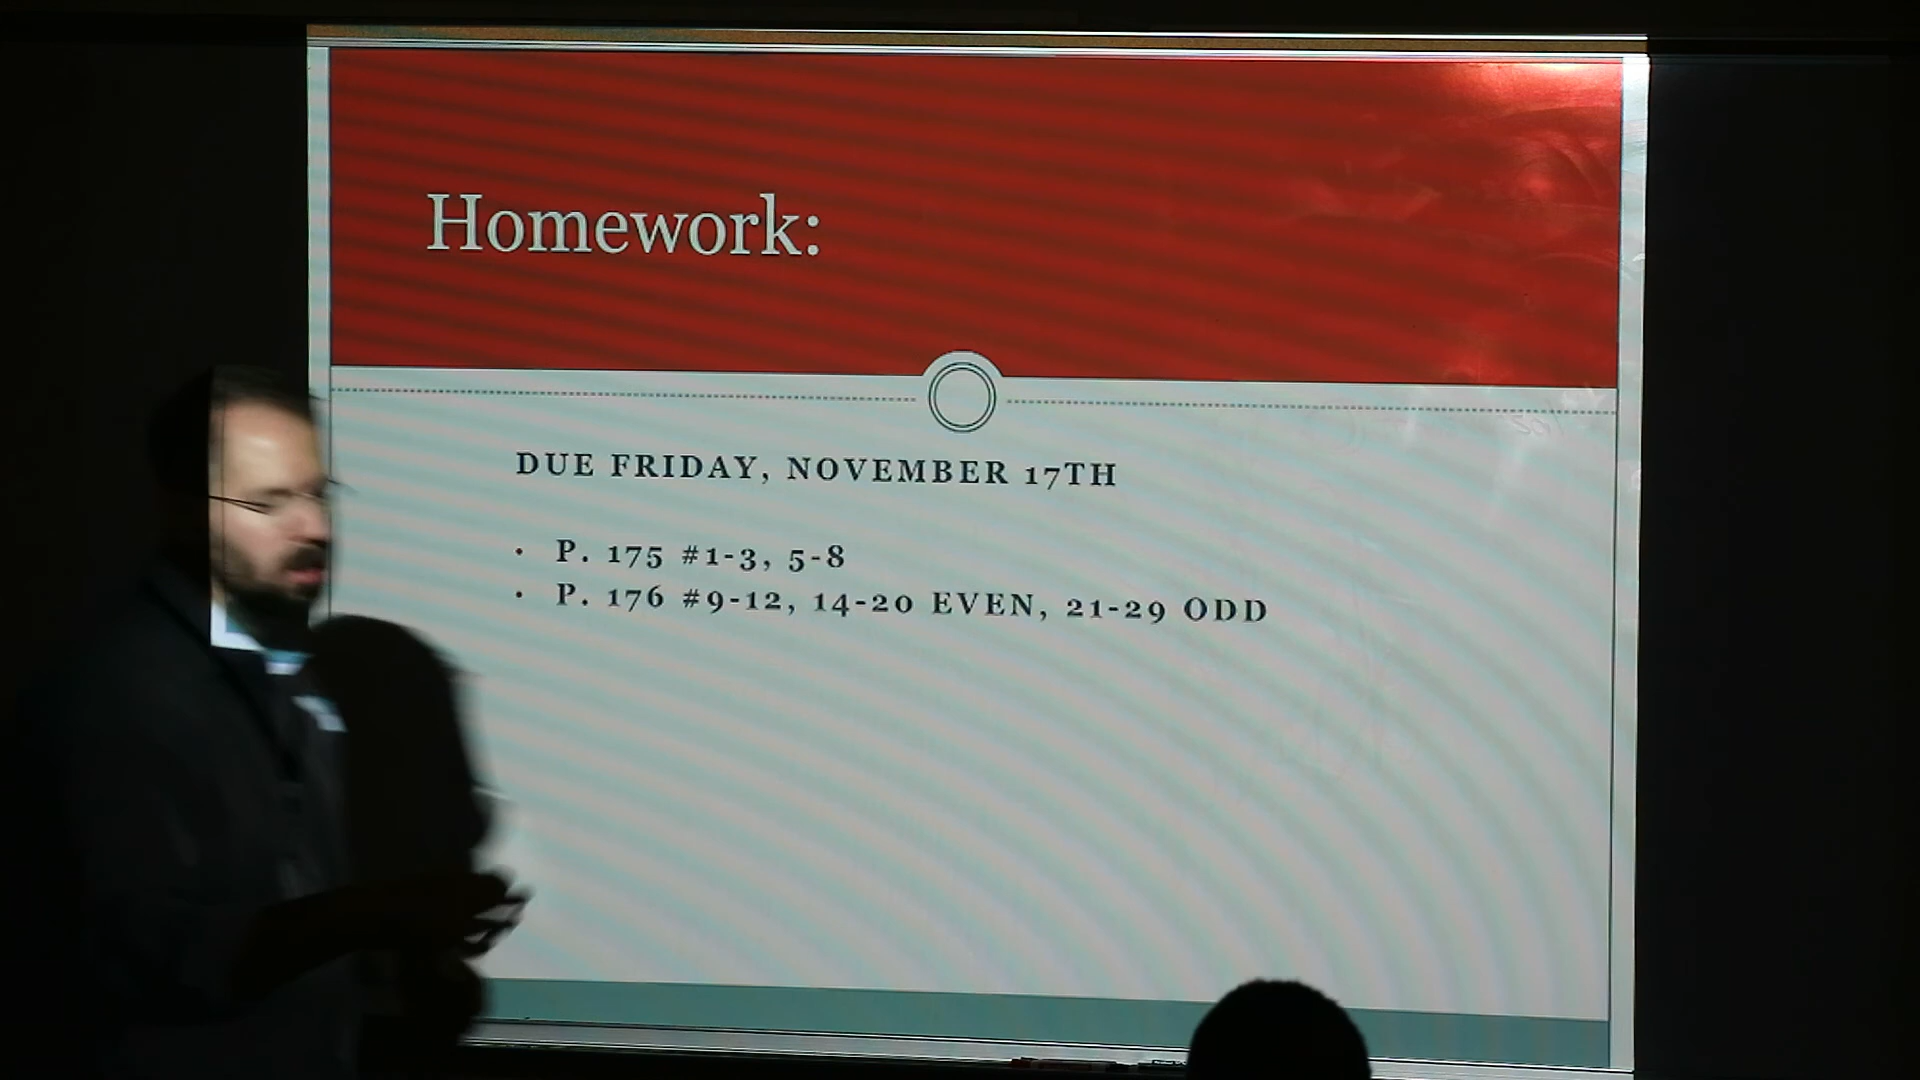 Homework:
DUE FRIDAY, NOVEMBER 17TH
• P. 175 #1-3, 5-8
• P. 176 #9-12, 14-20 EVEN, 21-29 ODD